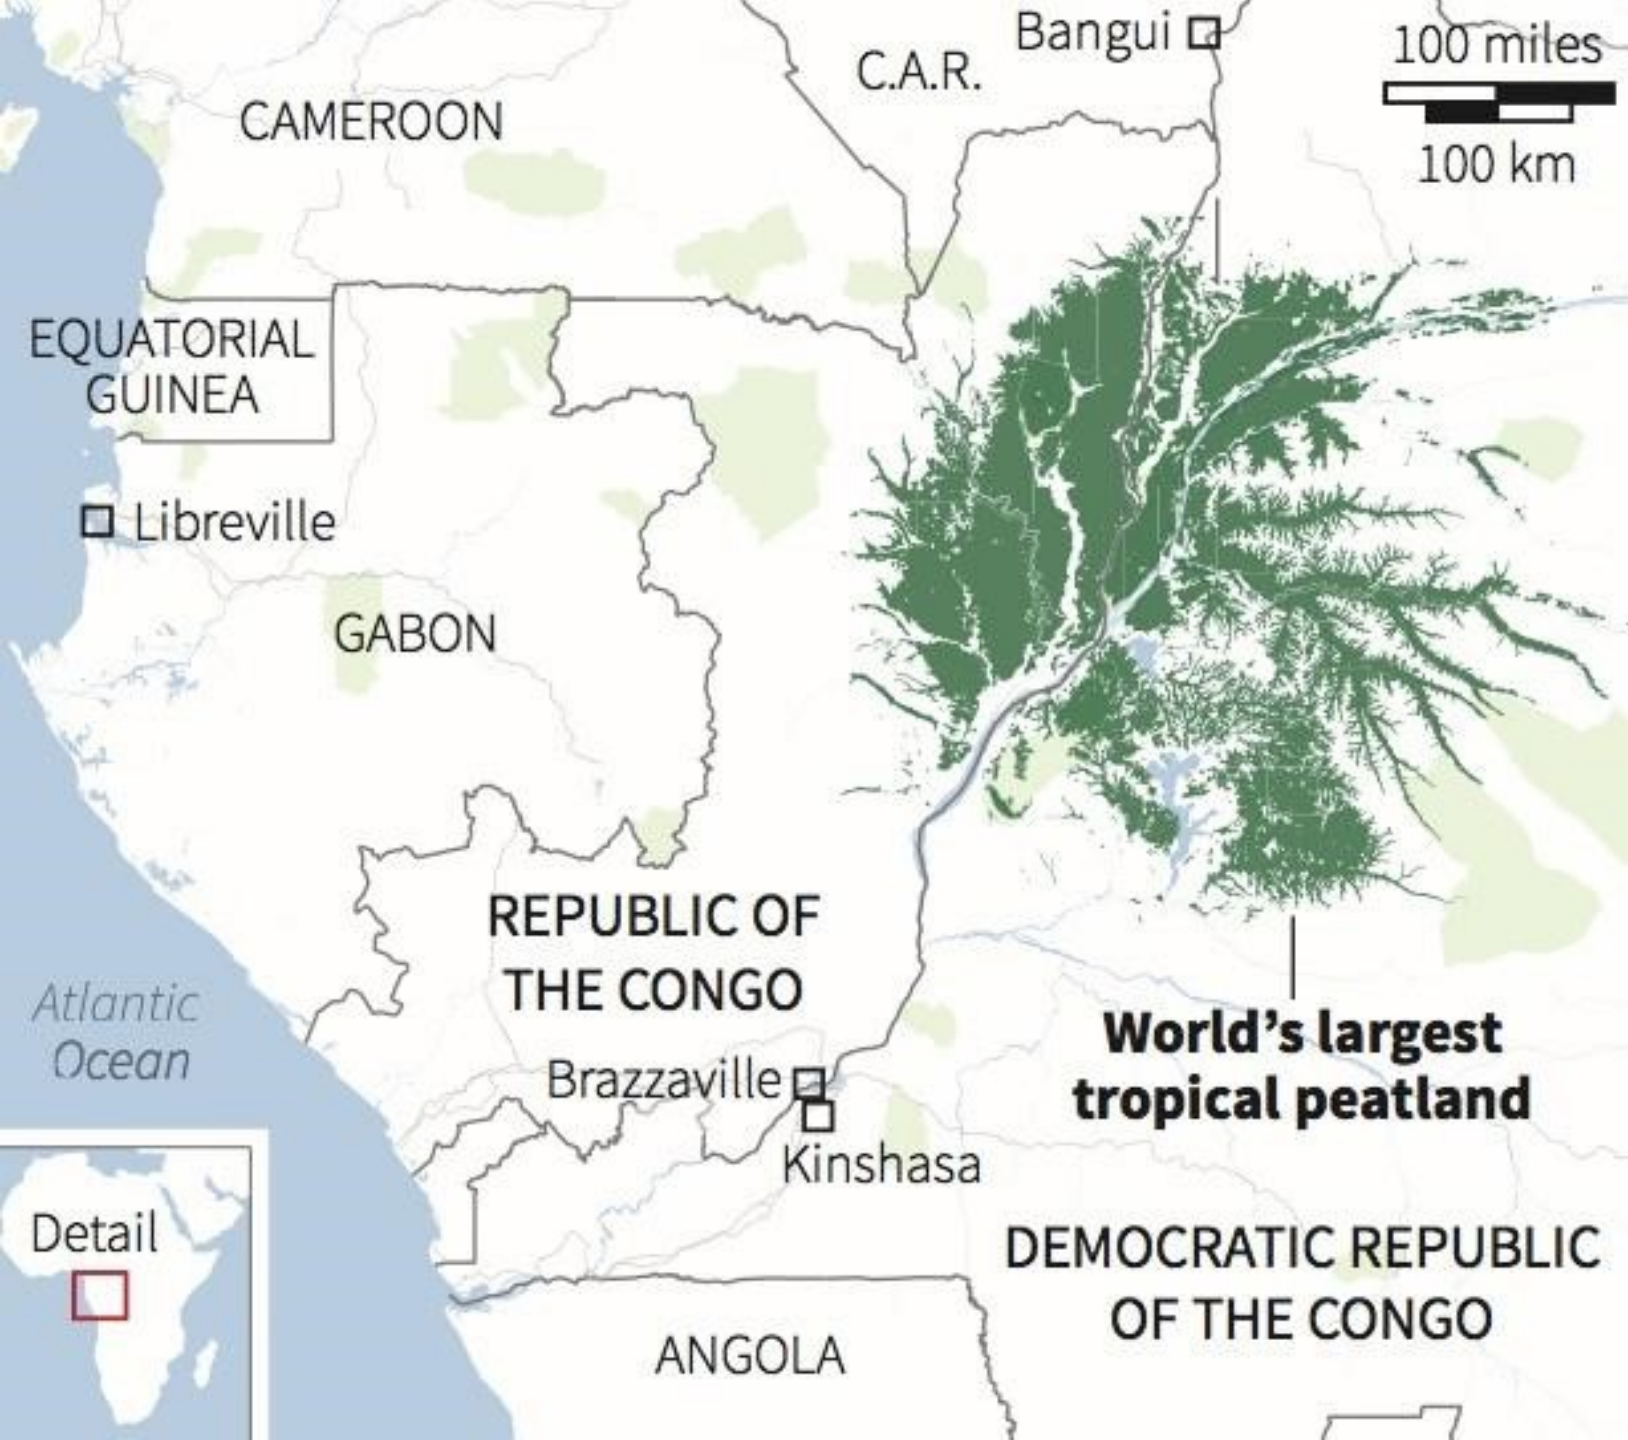 Bangui
100 miles
C.A.R.
CAMEROON
100 km
EQUATORIAL
GUINEA
Libreville
GABON
REPUBLIC OF
THE CONGO
Atlantic
Ocean
World’s largest
tropical peatland
Brazzaville
Kinshasa
Detail
DEMOCRATIC REPUBLIC
OF THE CONGO
ANGOLA